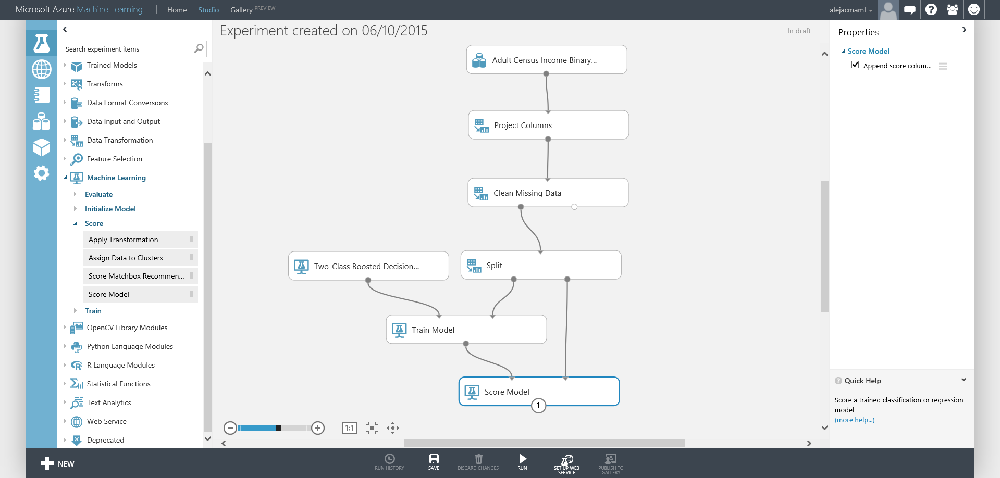 Microsoft Azure Machine Learning
Home
Studio
Gallery PREVIEW
alejacmaml
Search experiment items
Trained Models
Transforms
Data Format Conversions
Data Input and Output
Data Transformation
Feature Selection
Machine Learning
Evaluate
Initialize Model
Score
Apply Transformation
Assign Data to Clusters
Score Matchbox Recommen...
Score Model
Train
OpenCV Library Modules
Python Language Modules
R Language Modules
Statistical Functions
Text Analytics
Web Service
Deprecated
Experiment created on 06/10/2015
In draft
Adult Census Income Binary...
Project Columns
Clean Missing Data
Two-Class Boosted Decision...
Split
Train Model
Score Model
1
1:1
Properties
Score Model
Append score colum...
Quick Help
Score a trained classification or regression
model
(more help...)
NEW
RUN HISTORY
SAVE
DISCARD CHANGES
RUN
SET UP WEB
SERVICE
PUBLISH TO
GALLERY